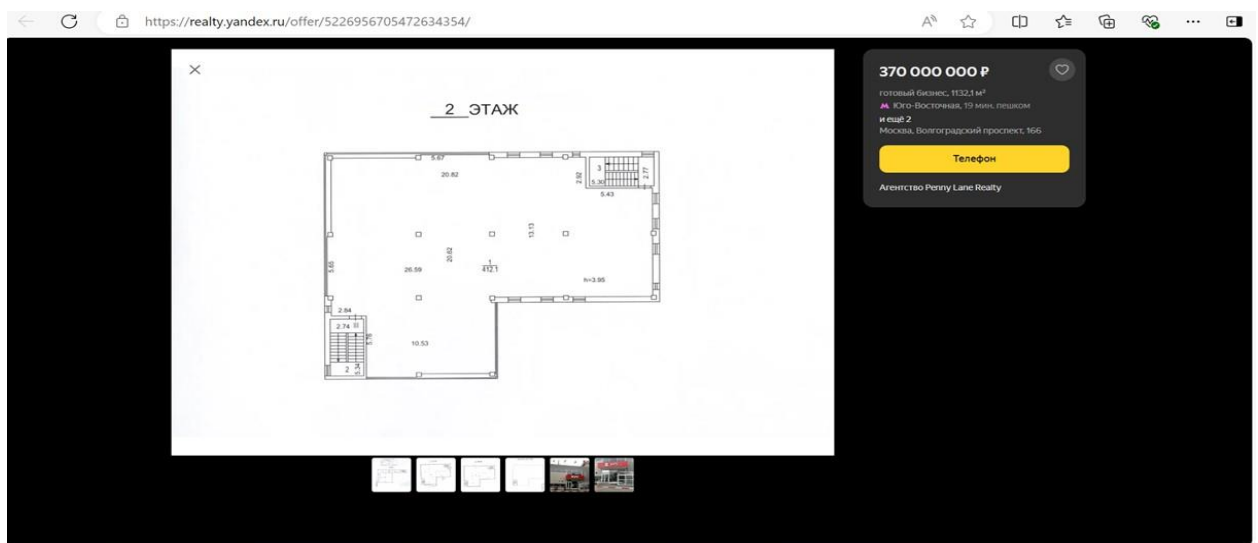 https://realty.yandex.ru/offer/5226956705472634354/
370 000 000 ₽
готовый бизнес, 1132,1 м²
Юго-Восточная, 19 мин. пешком
и ещё 2
Москва, Волгоградский проспект, 166
Телефон
Агентство Penny Lane Realty
2 ЭТАЖ
5.67
20.82
2.92
3
5.30
2.77
5.43
13.13
20.62
5.65
26.59
1
412.1
h=3.95
2.84
2.74
5.76
10.53
2
5.34